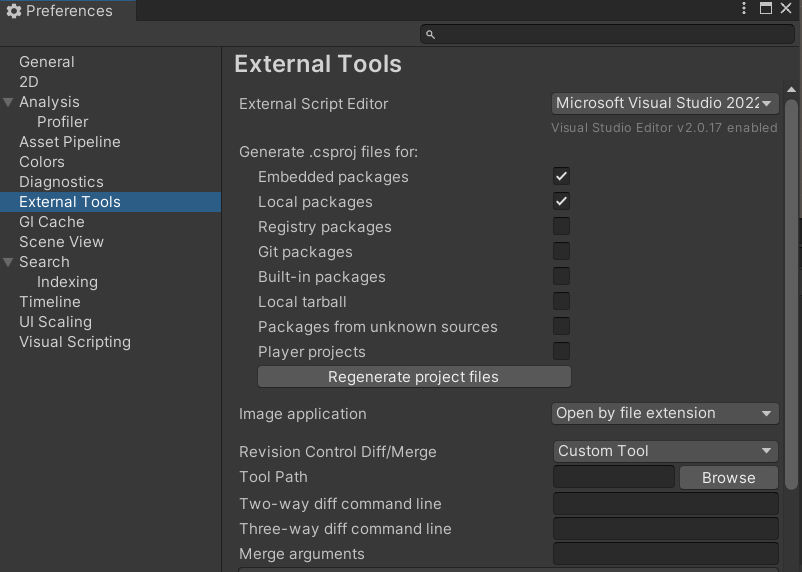 Preferences
General
2D
Analysis
Profiler
Asset Pipeline
Colors
Diagnostics
External Tools
GI Cache
Scene View
Search
Indexing
Timeline
UI Scaling
Visual Scripting
External Tools
External Script Editor Microsoft Visual Studio 2022
Visual Studio Editor v2.0.17 enabled
Generate .csproj files for:
Embedded packages
Local packages
Registry packages
Git packages
Built-in packages
Local tarball
Packages from unknown sources
Player projects
Regenerate project files
Image application Open by file extension
Revision Control Diff/Merge Custom Tool
Tool Path Browse
Two-way diff command line
Three-way diff command line
Merge arguments